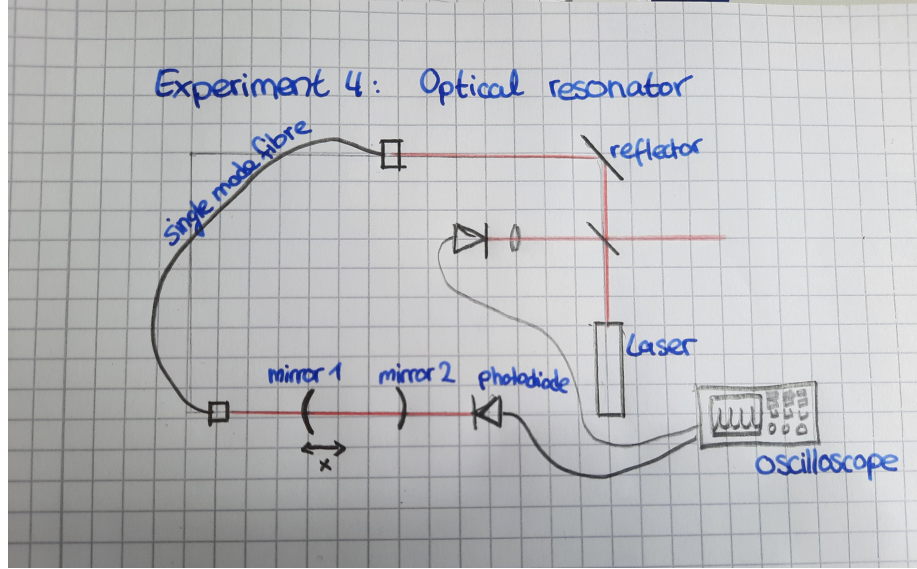 Experiment 4: Optical resonator
single mode fibre
reflector
Laser
mirror 1
mirror 2
photodiode
x
oscilloscope